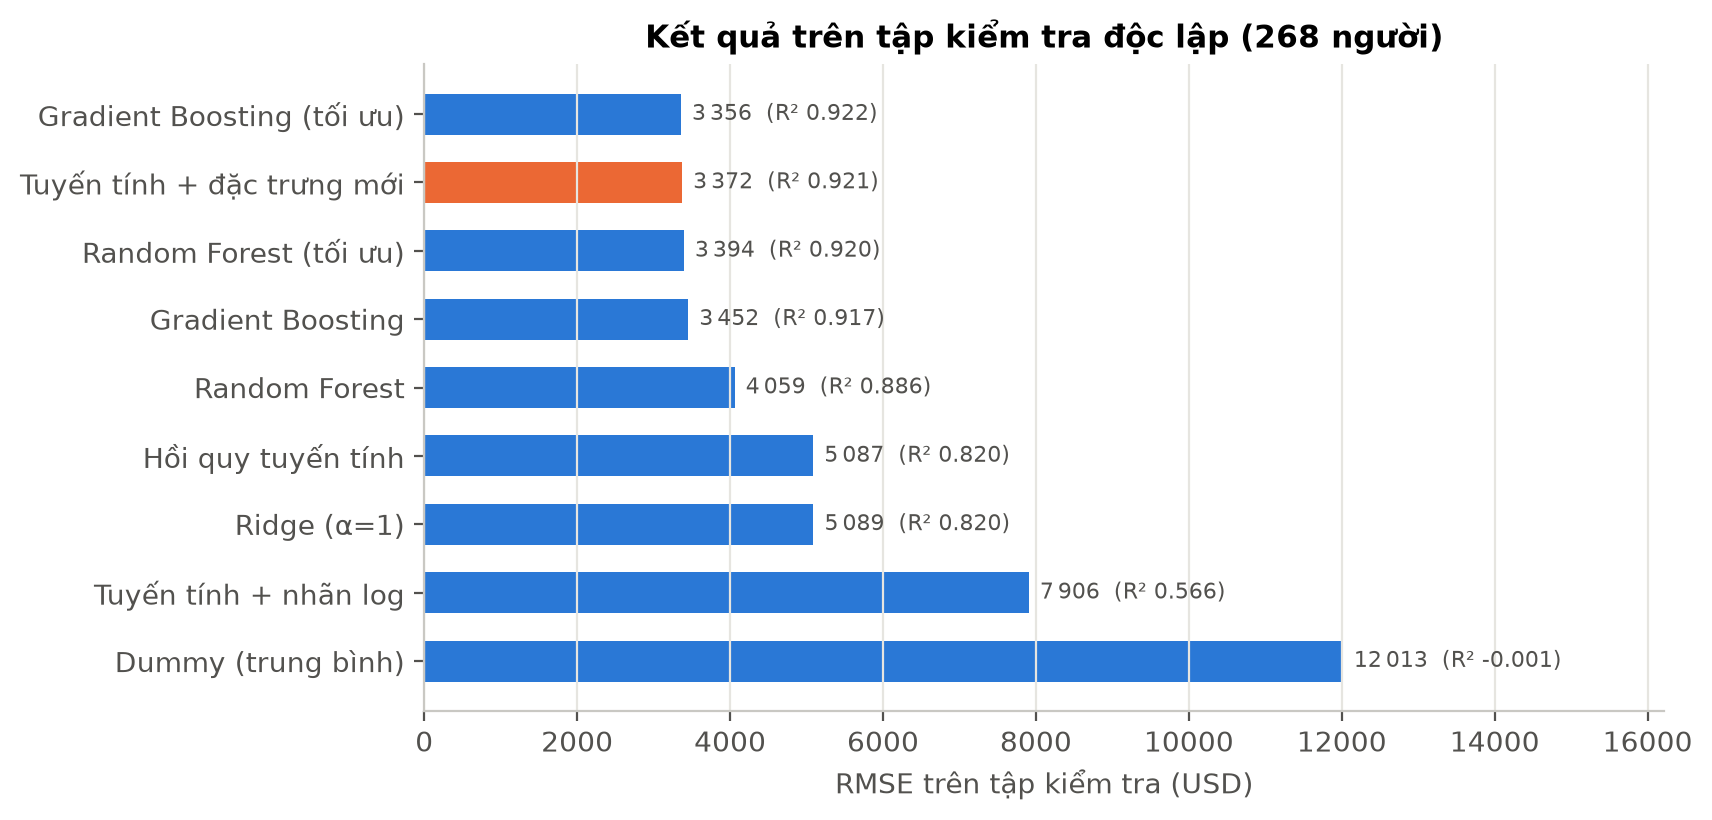 Kết quả trên tập kiểm tra độc lập (268 người)
Gradient Boosting (tối ưu) 3 356 (R² 0.922)
Tuyến tính + đặc trưng mới 3 372 (R² 0.921)
Random Forest (tối ưu) 3 394 (R² 0.920)
Gradient Boosting 3 452 (R² 0.917)
Random Forest 4 059 (R² 0.886)
Hồi quy tuyến tính 5 087 (R² 0.820)
Ridge (α=1) 5 089 (R² 0.820)
Tuyến tính + nhãn log 7 906 (R² 0.566)
Dummy (trung bình) 12 013 (R² -0.001)
0 2000 4000 6000 8000 10000 12000 14000 16000
RMSE trên tập kiểm tra (USD)